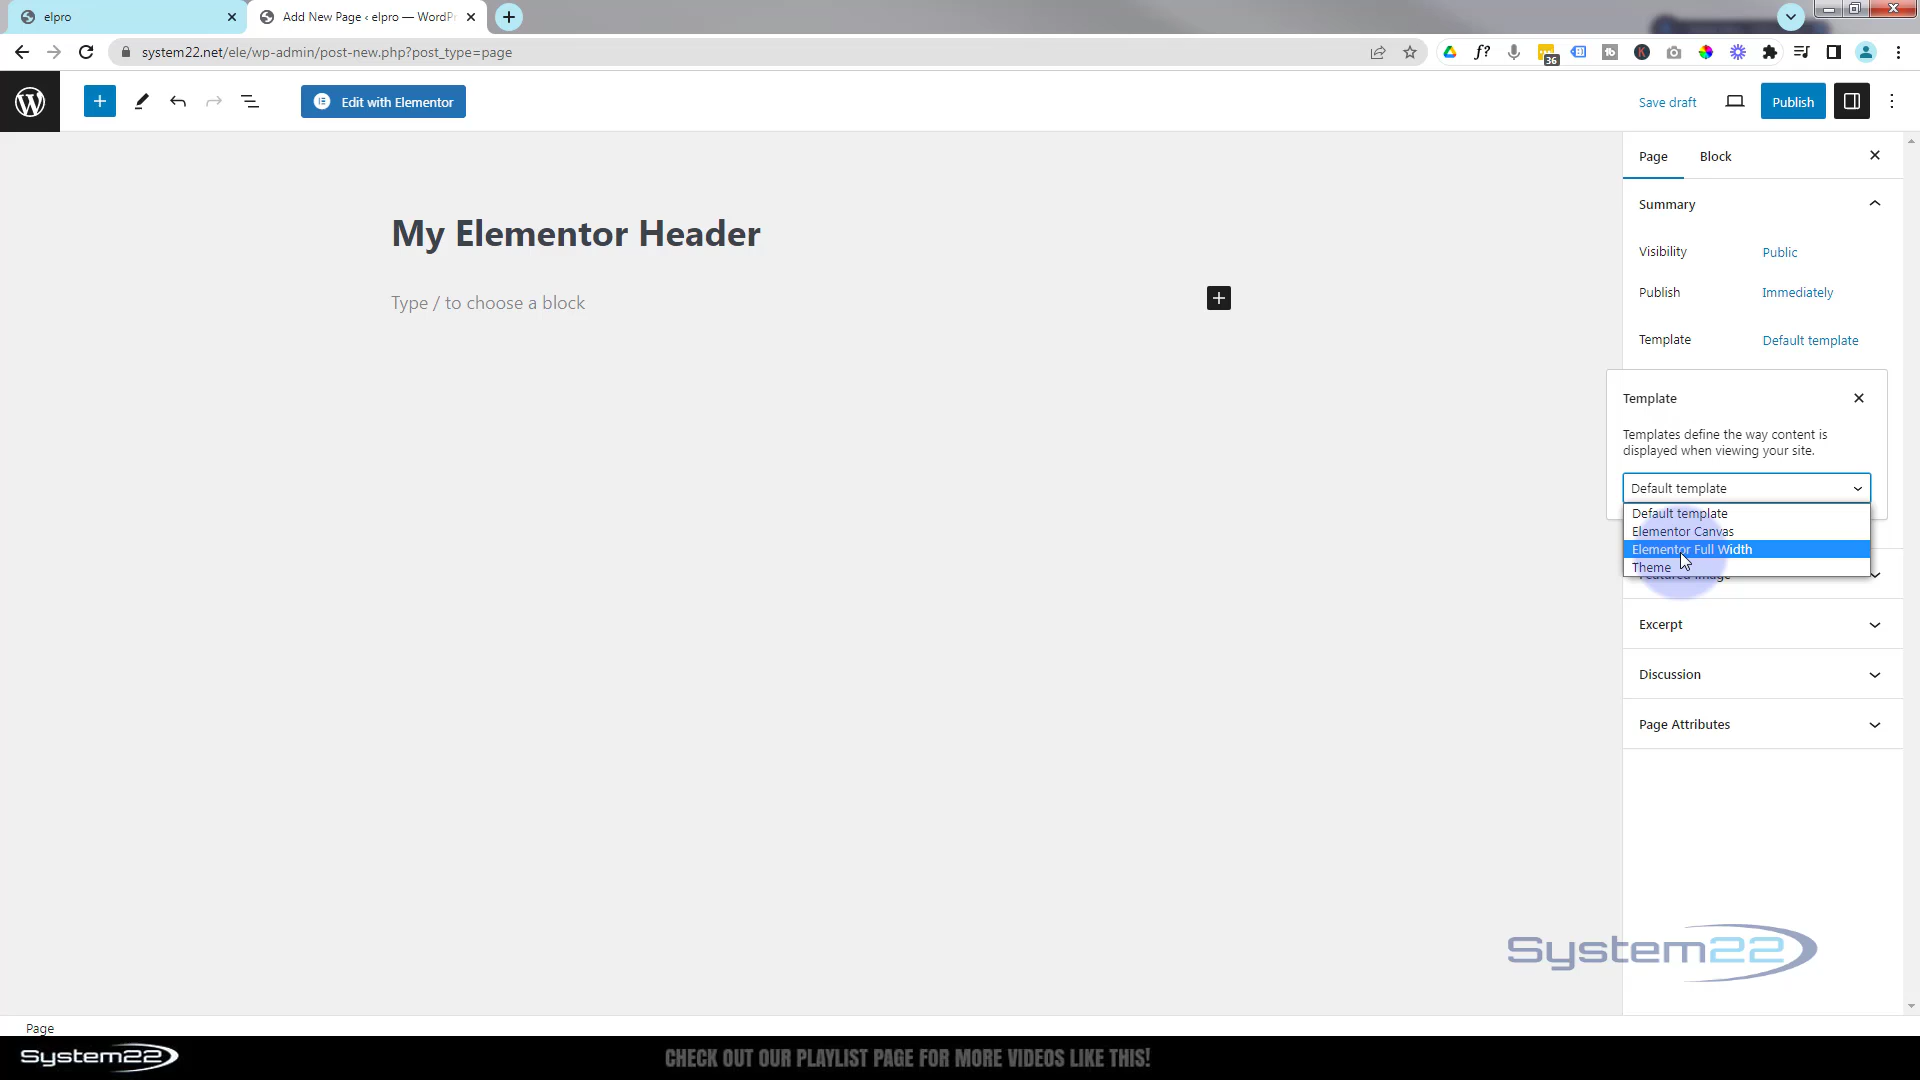 elpro
Add New Page ‹ elpro — WordPr
system22.net/ele/wp-admin/post-new.php?post_type=page
36
Edit with Elementor
Save draft
Publish
Page
Block
Summary
My Elementor Header
Visibility
Public
Type / to choose a block
Publish
Immediately
Template
Default template
Template
Templates define the way content is
displayed when viewing your site.
Default template
Default template
Elementor Canvas
Elementor Full Width
Theme
Featured image
Excerpt
Discussion
Page Attributes
System22
Page
System22
CHECK OUT OUR PLAYLIST PAGE FOR MORE VIDEOS LIKE THIS!